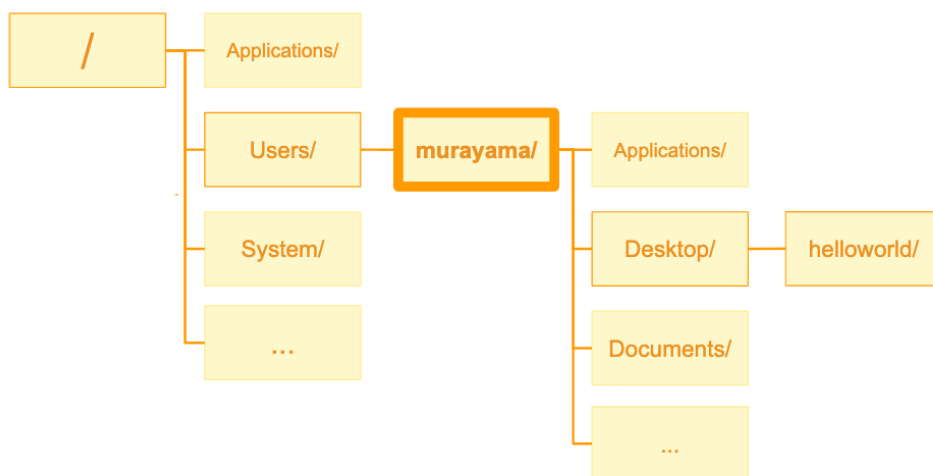 /
Applications/
Users/
murayama/
Applications/
System/
Desktop/
helloworld/
...
Documents/
...